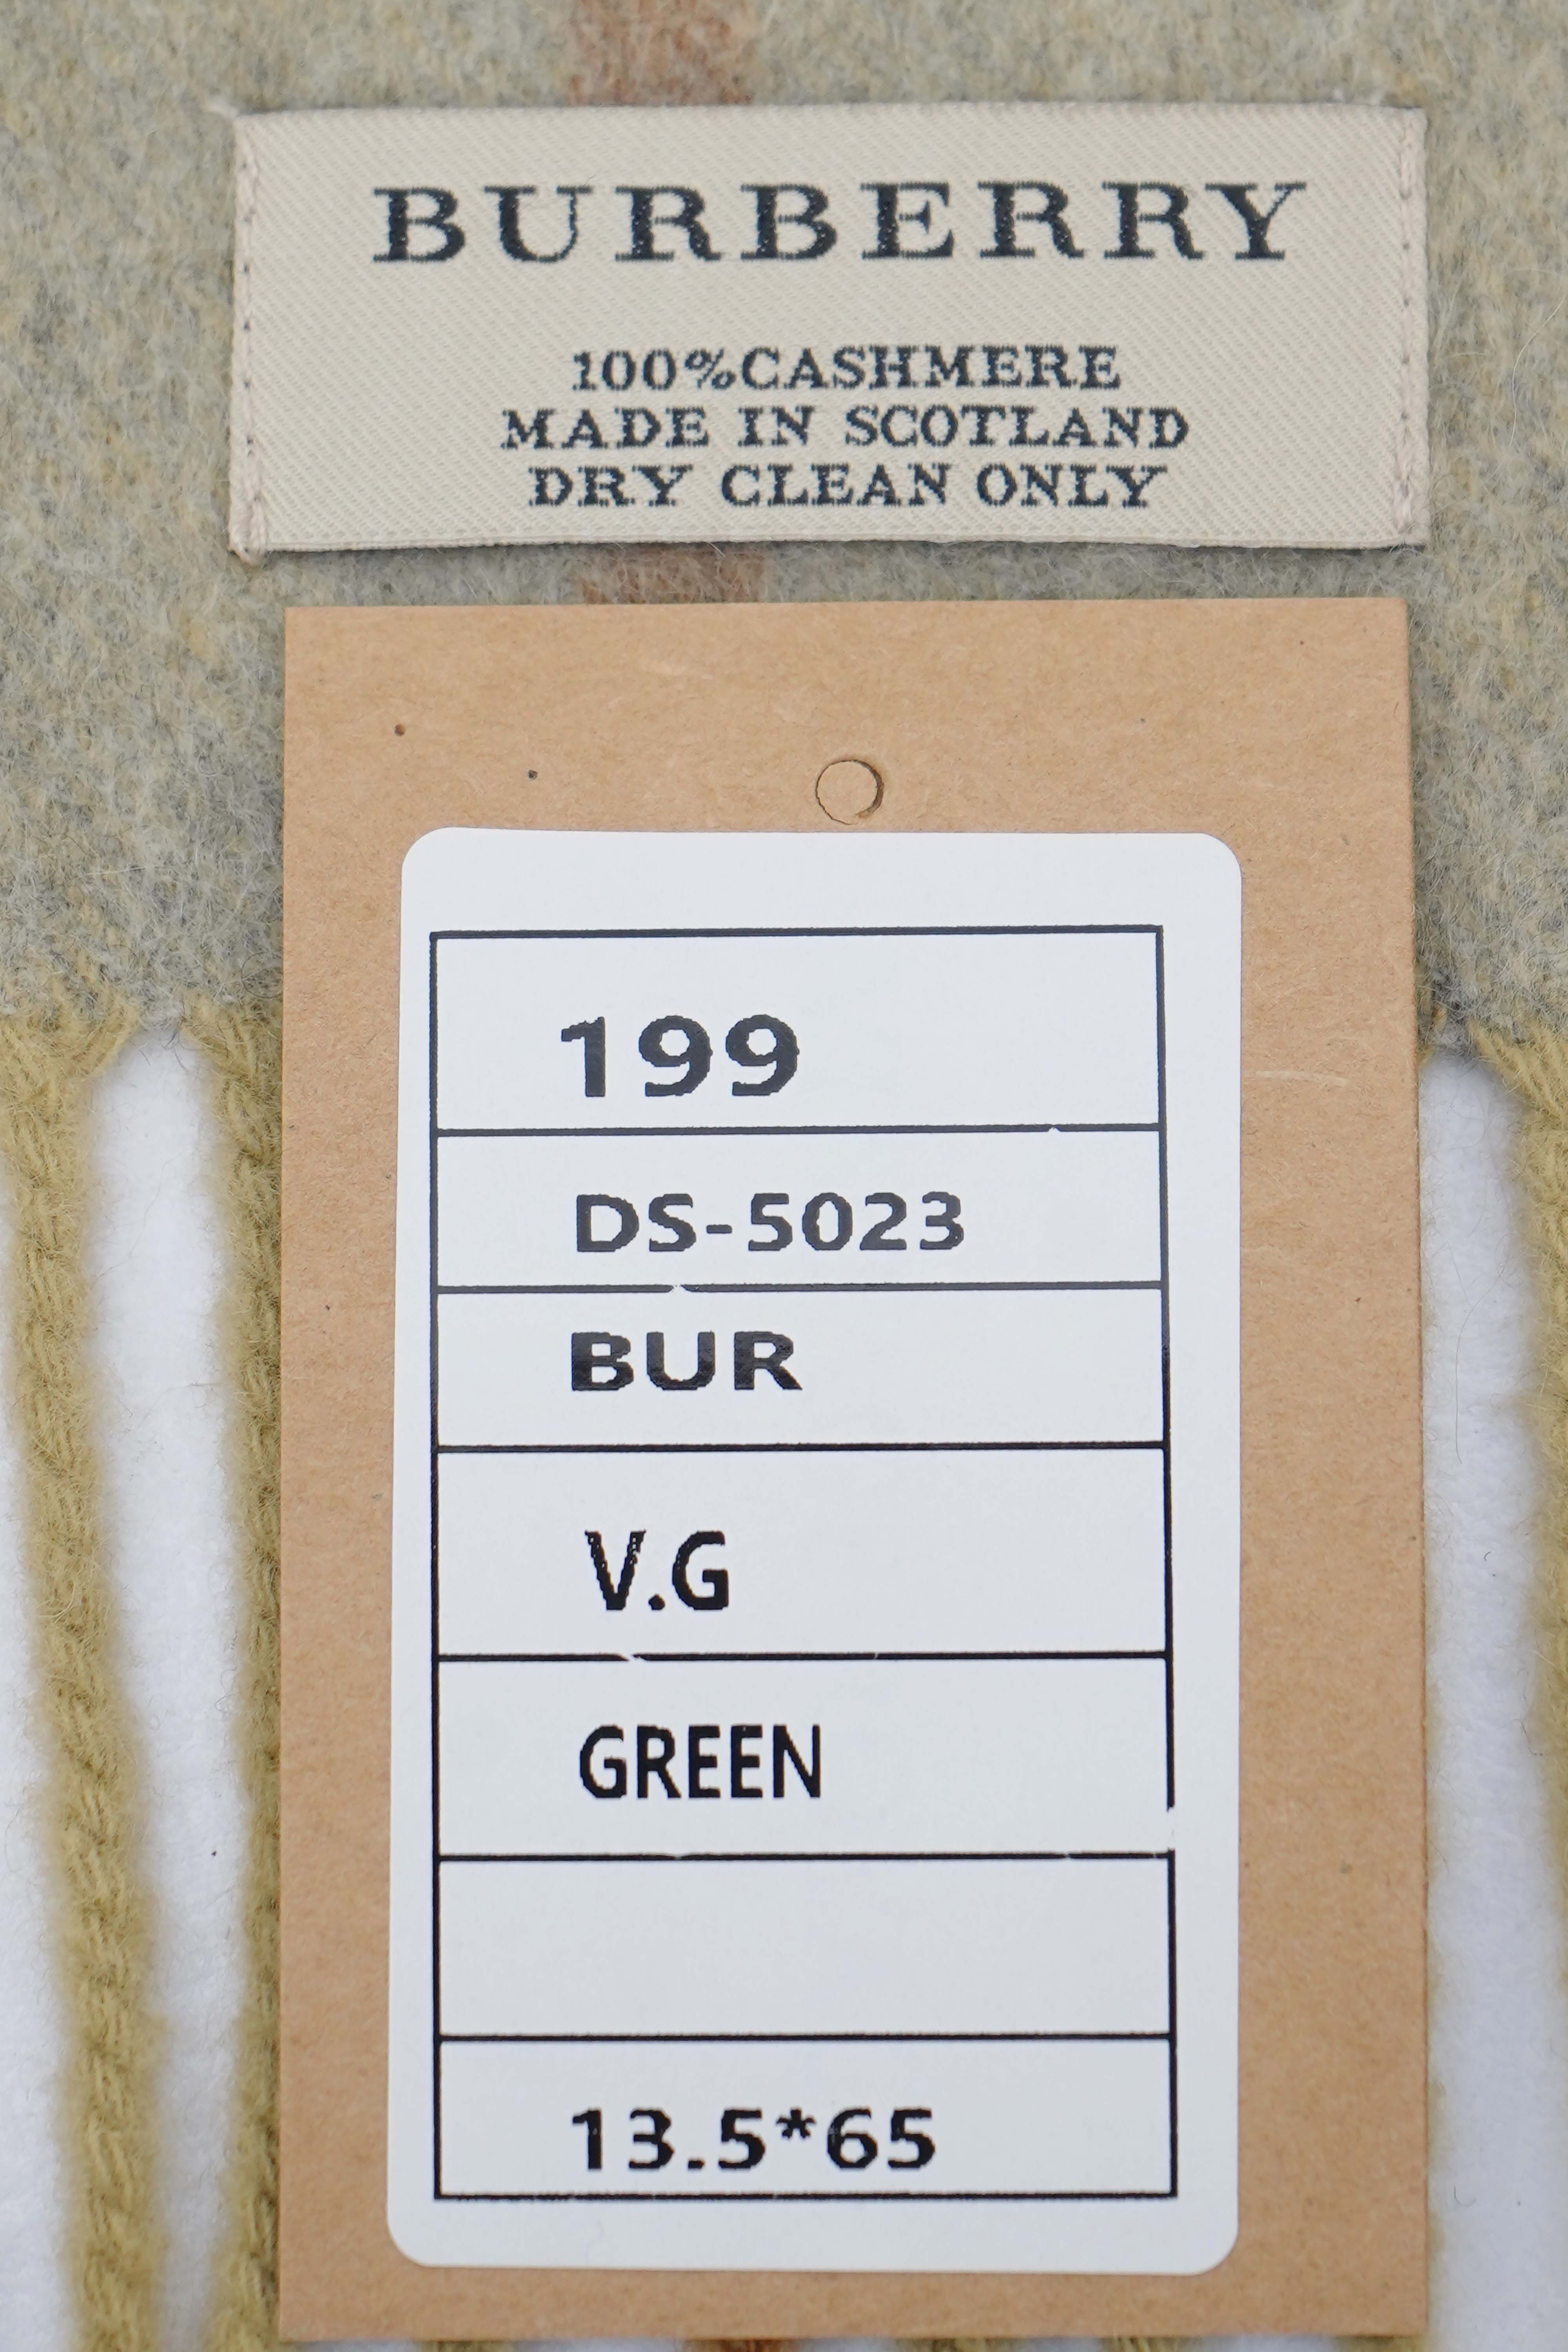 BURBERRY
100%CASHMERE
MADE IN SCOTLAND
DRY CLEAN ONLY
199
DS-5023
BUR
V.G
GREEN
13.5*65